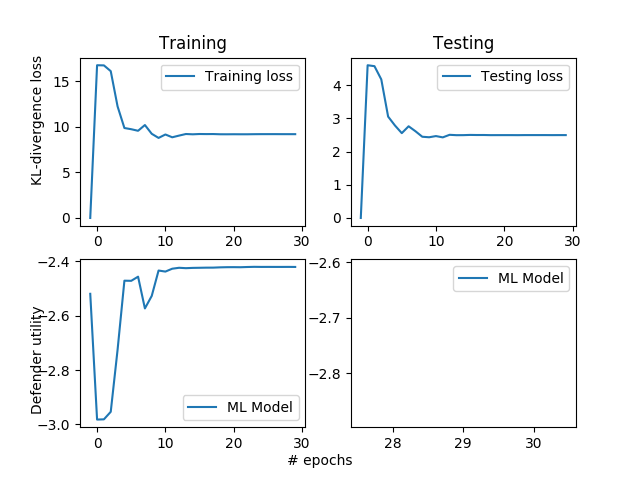 Training
Testing
KL-divergence loss
15
10
5
0
Training loss
4
3
2
1
0
Testing loss
0 10 20 30
0 10 20 30
Defender utility
−2.4
−2.6
−2.8
−3.0
ML Model
−2.6
−2.7
−2.8
ML Model
0 10 20 30
28 29 30
# epochs